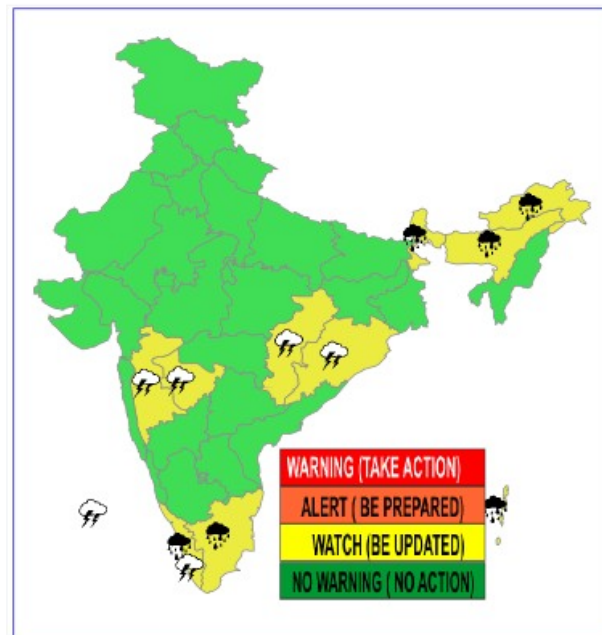 WARNING (TAKE ACTION)
ALERT ( BE PREPARED)
WATCH (BE UPDATED)
NO WARNING ( NO ACTION)